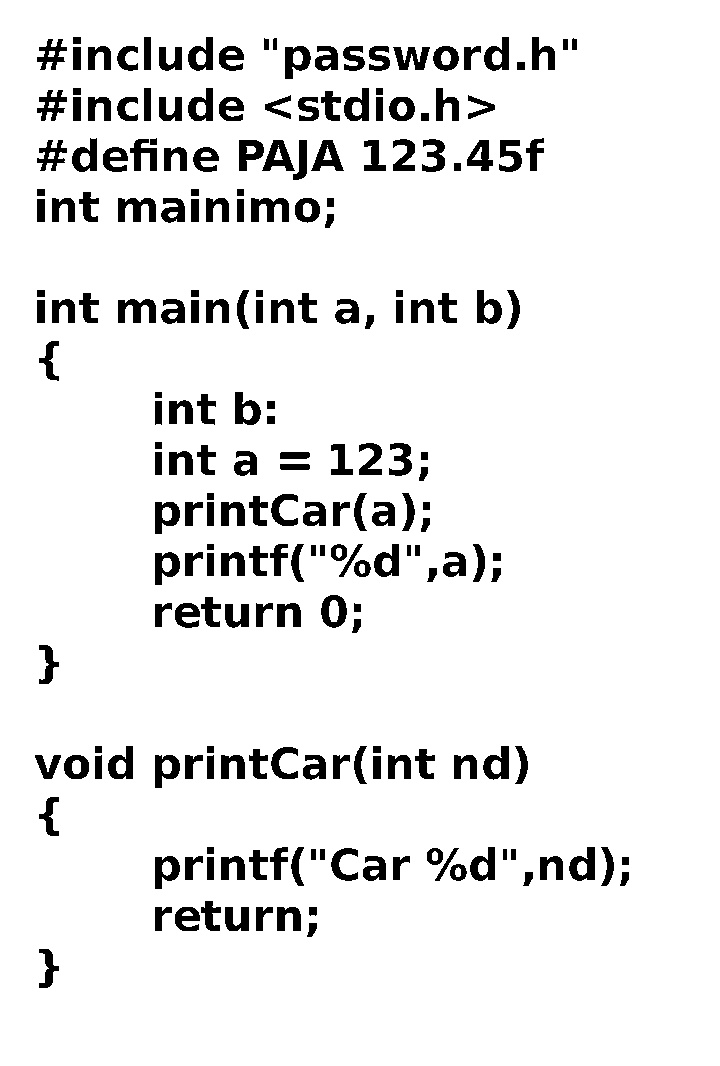 #include "password.h"
#include <stdio.h>
#define PAJA 123.45f
int mainimo;
int main(int a, int b)
{
int b:
int a = 123;
printCar(a);
printf("%d",a);
return 0;
}
void printCar(int nd)
{
printf("Car %d",nd);
return;
}